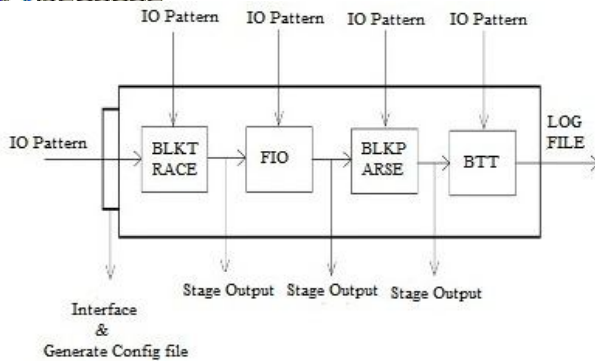 IO Pattern IO Pattern IO Pattern IO Pattern
LOG
FILE
IO Pattern
BLKT
RACE
FIO
BLKP
ARSE
BTT
Stage Output Stage Output Stage Output
Interface
&
Generate Config file